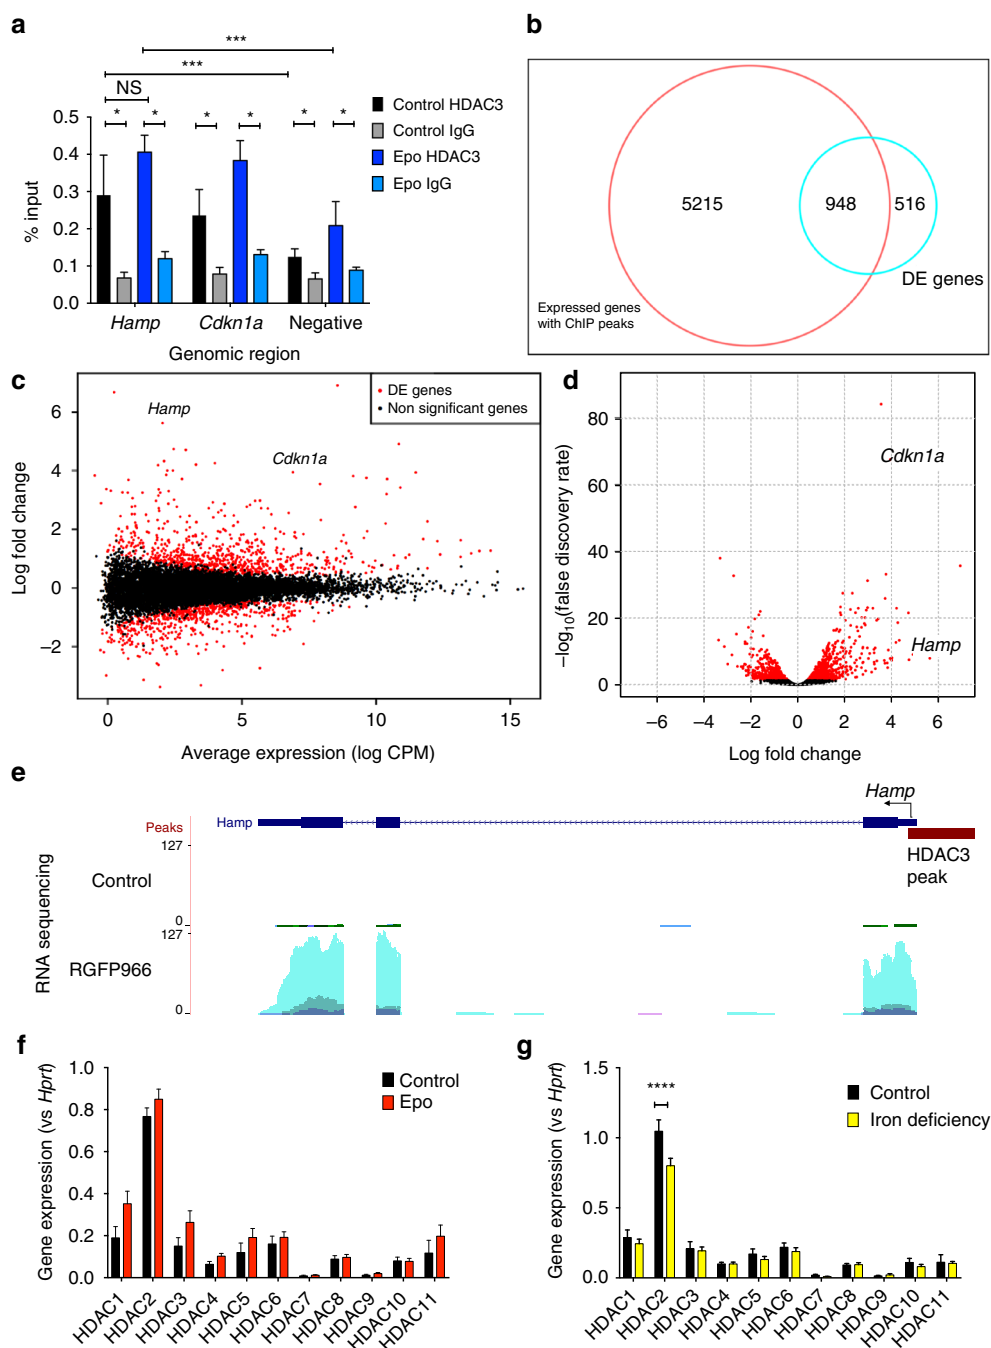 a
***
***
NS
* * * * * *
Control HDAC3
Control IgG
Epo HDAC3
Epo IgG
0.5
0.4
0.3
0.2
0.1
0.0
% input
Hamp Cdkn1a Negative
Genomic region
b
5215 948 516
DE genes
Expressed genes
with ChIP peaks
c
DE genes
Non significant genes
Hamp
Cdkn1a
6
4
2
0
−2
Log fold change
0 5 10 15
Average expression (log CPM)
d
80
60
40
20
0
−log10(false discovery rate)
Cdkn1a
Hamp
−6 −4 −2 0 2 4 6
Log fold change
e
Hamp
Peaks
Hamp
127
HDAC3
peak
Control
0
127
RGFP966
0
RNA sequencing
f
1.0
0.8
0.6
0.4
0.2
0.0
Gene expression (vs Hprt)
Control
Epo
HDAC1 HDAC2 HDAC3 HDAC4 HDAC5 HDAC6 HDAC7 HDAC8 HDAC9 HDAC10 HDAC11
g
1.5
1.0
0.5
0.0
Gene expression (vs Hprt)
****
Control
Iron deficiency
HDAC1 HDAC2 HDAC3 HDAC4 HDAC5 HDAC6 HDAC7 HDAC8 HDAC9 HDAC10 HDAC11